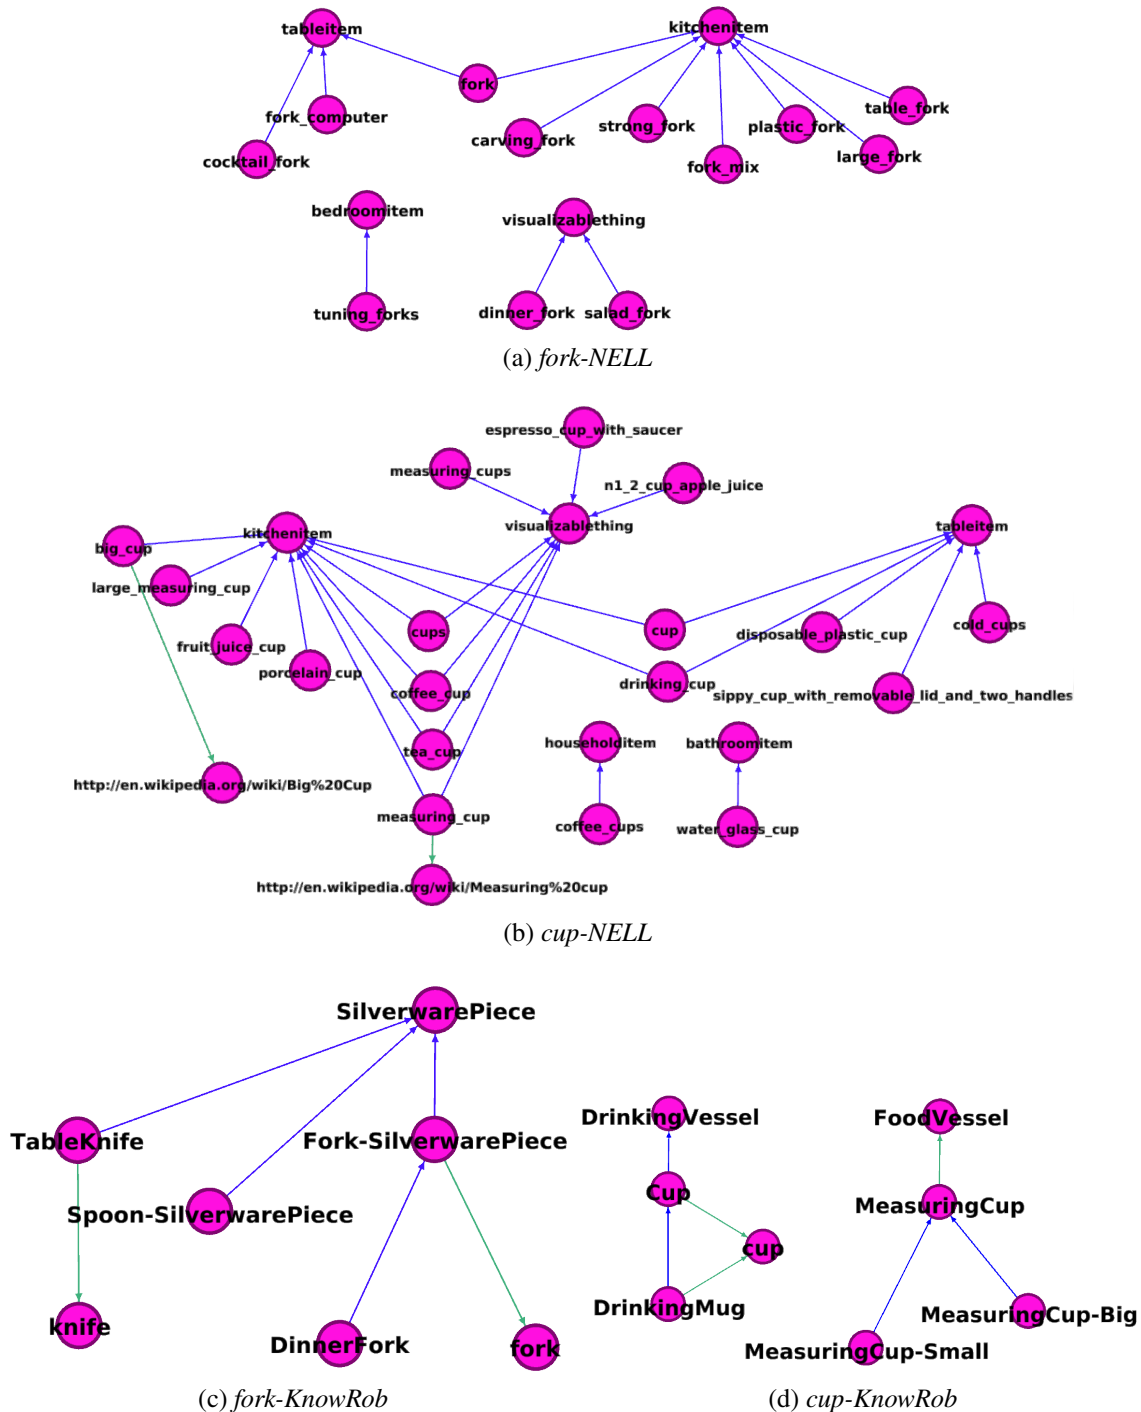 tableitem
kitchenitem
fork
fork_computer
table_fork
carving_fork
strong_fork
plastic_fork
cocktail_fork
fork_mix
large_fork
bedroomitem
visualizablething
tuning_forks
dinner_fork
salad_fork
(a) fork-NELL
espresso_cup_with_saucer
measuring_cups
n1_2_cup_apple_juice
visualizablething
tableitem
kitchenitem
big_cup
large_measuring_cup
cups
cup
disposable_plastic_cup
cold_cups
fruit_juice_cup
porcelain_cup
coffee_cup
drinking_cup
sippy_cup_with_removable_lid_and_two_handles
tea_cup
householditem
bathroomitem
http://en.wikipedia.org/wiki/Big%20Cup
measuring_cup
coffee_cups
water_glass_cup
http://en.wikipedia.org/wiki/Measuring%20cup
(b) cup-NELL
SilverwarePiece
TableKnife
Fork-SilverwarePiece
Spoon-SilverwarePiece
knife
DinnerFork
fork
(c) fork-KnowRob
DrinkingVessel
FoodVessel
Cup
MeasuringCup
cup
DrinkingMug
MeasuringCup-Big
MeasuringCup-Small
(d) cup-KnowRob